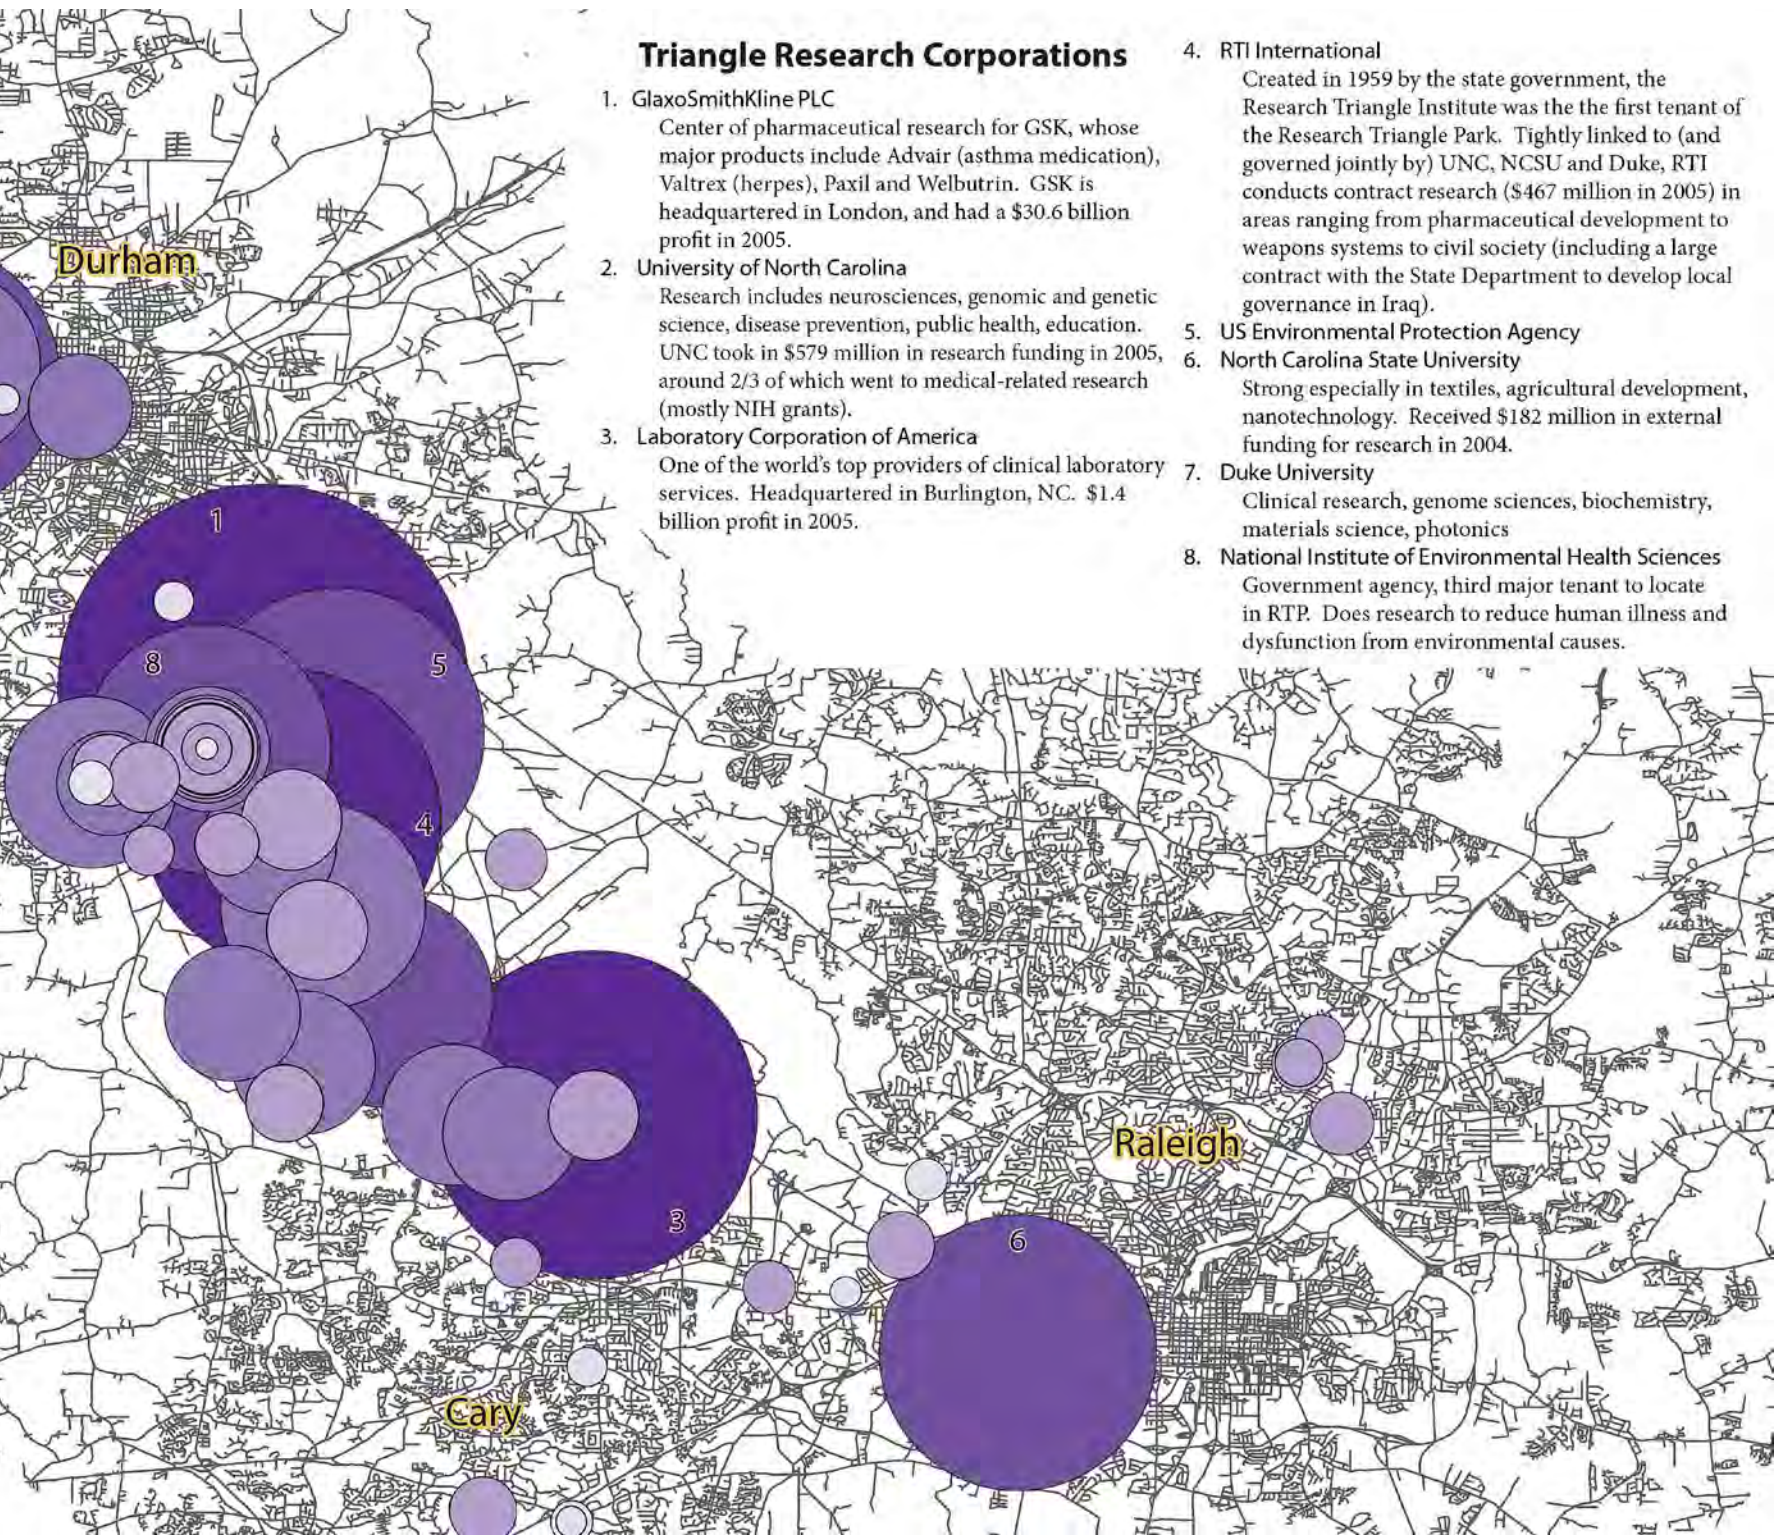 Triangle Research Corporations
1. GlaxoSmithKline PLC
Center of pharmaceutical research for GSK, whose
major products include Advair (asthma medication),
Valtrex (herpes), Paxil and Welbutrin. GSK is
headquartered in London, and had a $30.6 billion
profit in 2005.
2. University of North Carolina
Research includes neurosciences, genomic and genetic
science, disease prevention, public health, education.
UNC took in $579 million in research funding in 2005,
around 2/3 of which went to medical-related research
(mostly NIH grants).
3. Laboratory Corporation of America
One of the world's top providers of clinical laboratory
services. Headquartered in Burlington, NC. $1.4
billion profit in 2005.
4. RTI International
Created in 1959 by the state government, the
Research Triangle Institute was the the first tenant of
the Research Triangle Park. Tightly linked to (and
governed jointly by) UNC, NCSU and Duke, RTI
conducts contract research ($467 million in 2005) in
areas ranging from pharmaceutical development to
weapons systems to civil society (including a large
contract with the State Department to develop local
governance in Iraq).
5. US Environmental Protection Agency
6. North Carolina State University
Strong especially in textiles, agricultural development,
nanotechnology. Received $182 million in external
funding for research in 2004.
7. Duke University
Clinical research, genome sciences, biochemistry,
materials science, photonics
8. National Institute of Environmental Health Sciences
Government agency, third major tenant to locate
in RTP. Does research to reduce human illness and
dysfunction from environmental causes.
Durham
1
8
5
4
Raleigh
3
6
Cary